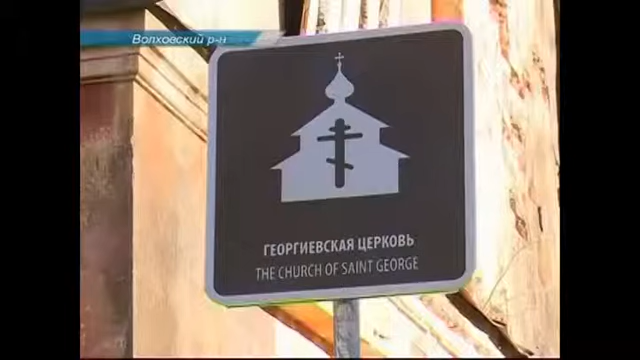 Волховский р-н
ГЕОРГИЕВСКАЯ ЦЕРКОВЬ
THE CHURCH OF SAINT GEORGE